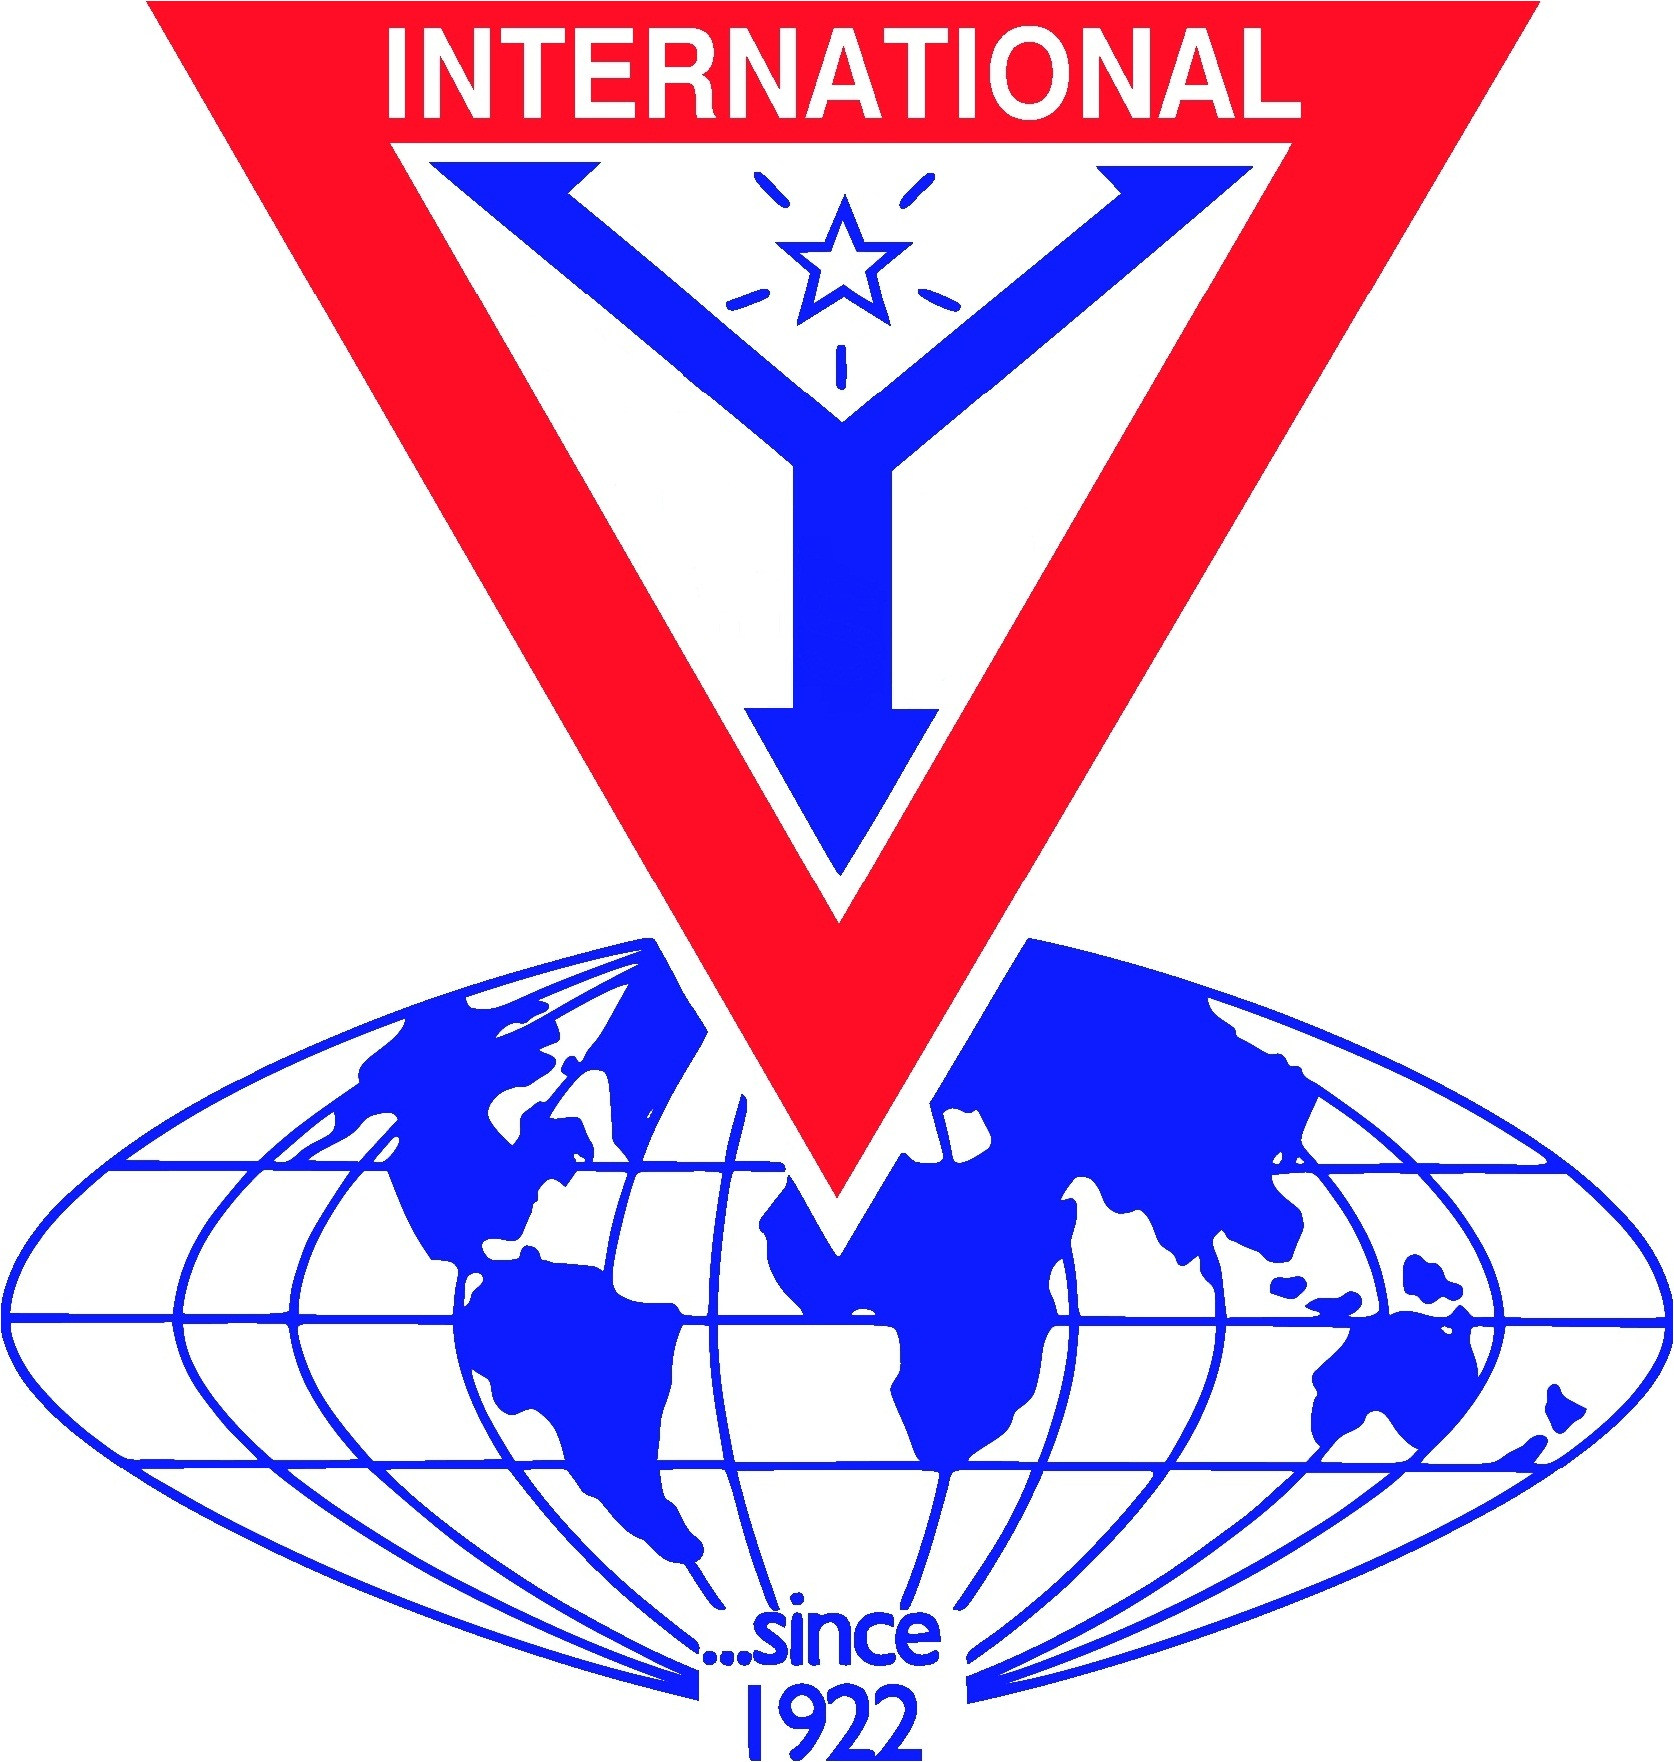 INTERNATIONAL
...since
1922